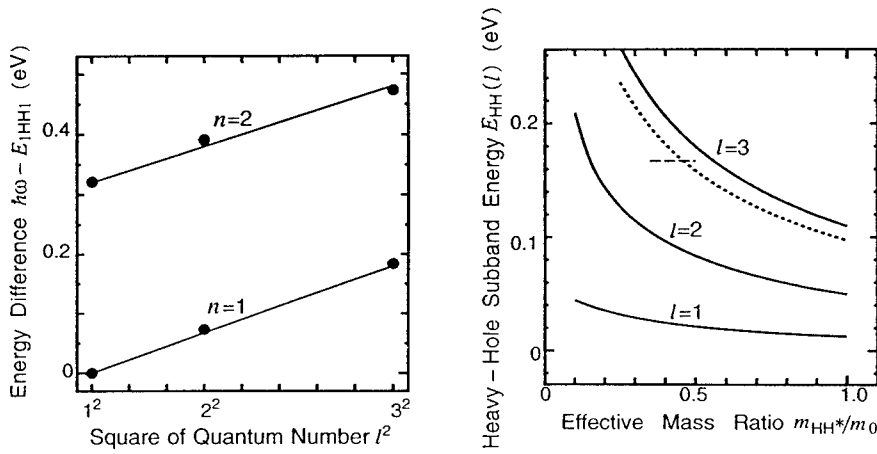 Energy Difference ħω – E1HH1 (eV)
0.4
0.2
0
n=2
n=1
1² 2² 3²
Square of Quantum Number l²
Heavy – Hole Subband Energy EHH(l) (eV)
0.2
0.1
0
l=3
l=2
l=1
0 0.5 1.0
Effective Mass Ratio mHH*/m0